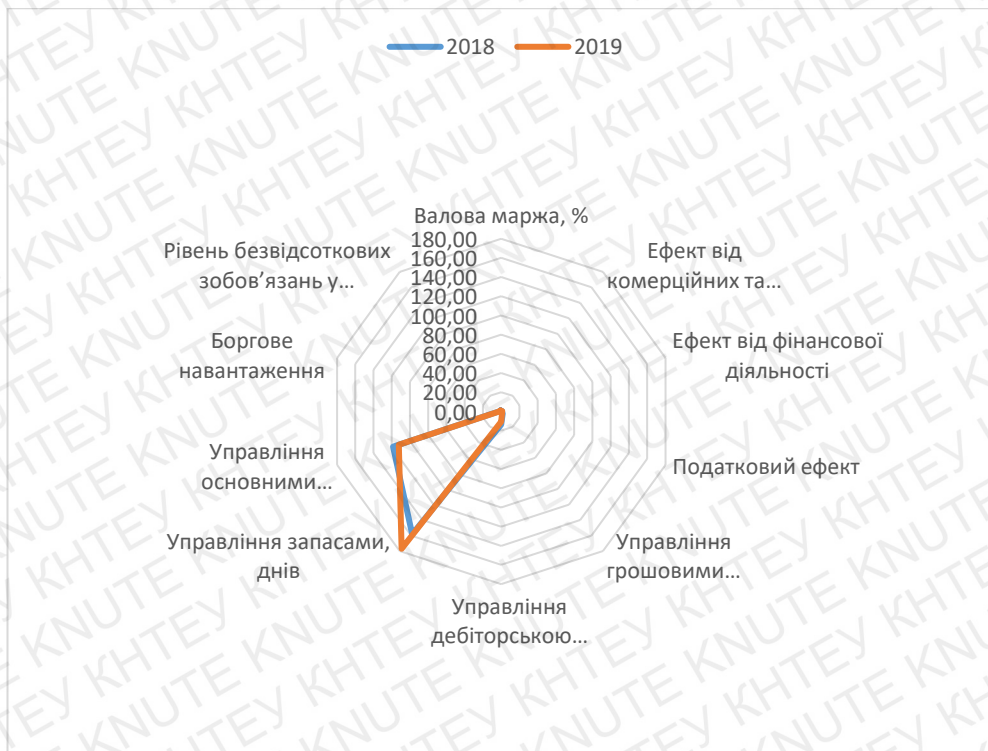 2018
2019
Валова маржа, %
180,00
160,00
140,00
120,00
100,00
80,00
60,00
40,00
20,00
0,00
Ефект від
комерційних та...
Ефект від фінансової
діяльності
Податковий ефект
Управління
грошовими...
Управління
дебіторською...
Управління запасами,
днів
Управління
основними...
Боргове
навантаження
Рівень безвідсоткових
зобов’язань у...
KNUTE КНТЕУ